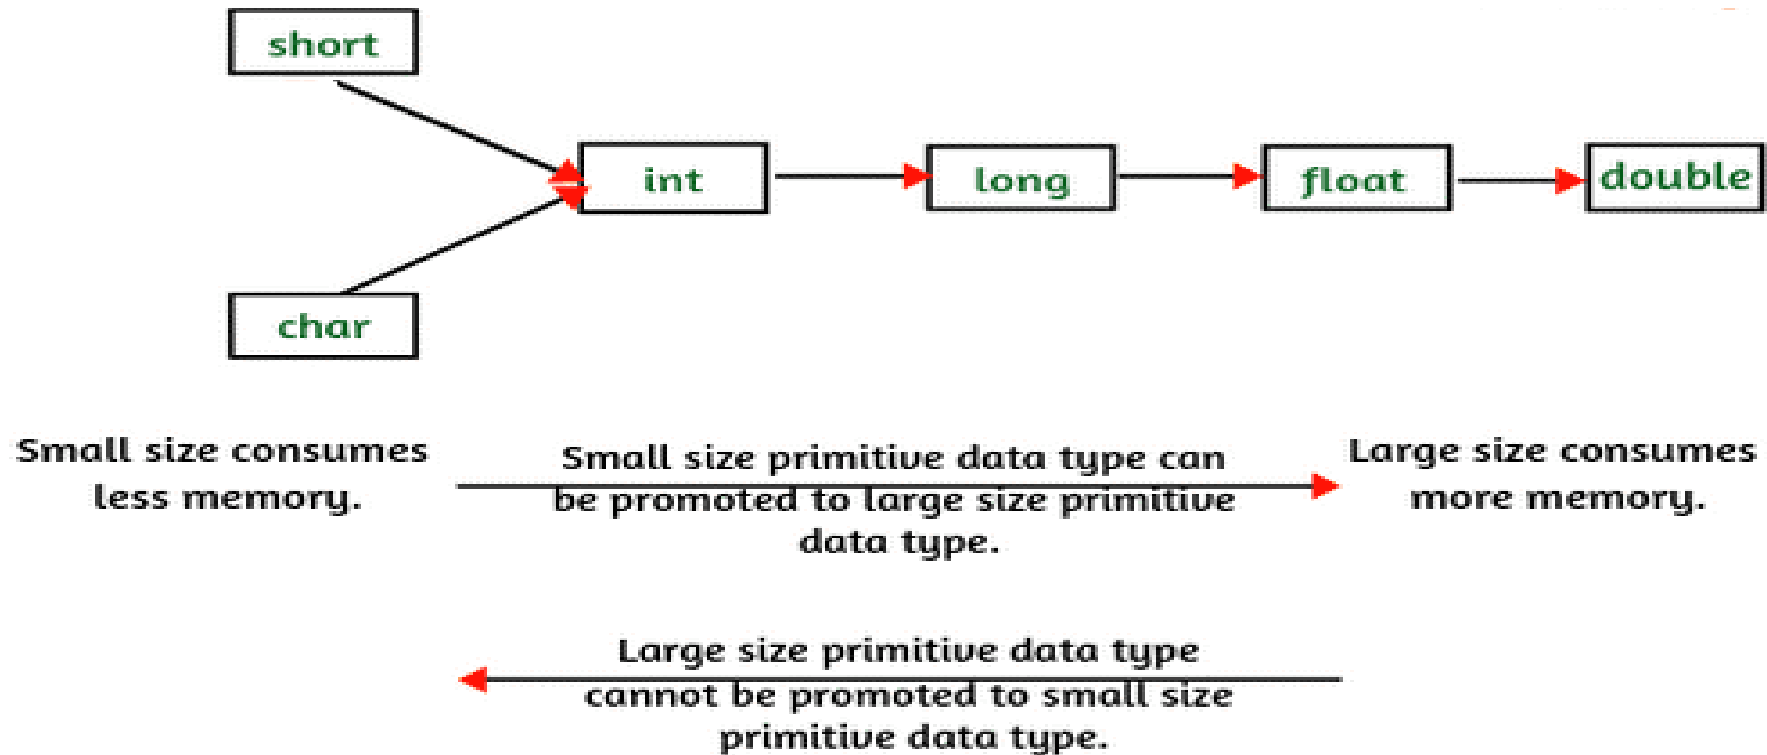 short
int
long
float
double
char
Small size consumes
less memory.
Small size primitive data type can
be promoted to large size primitive
data type.
Large size consumes
more memory.
Large size primitive data type
cannot be promoted to small size
primitive data type.